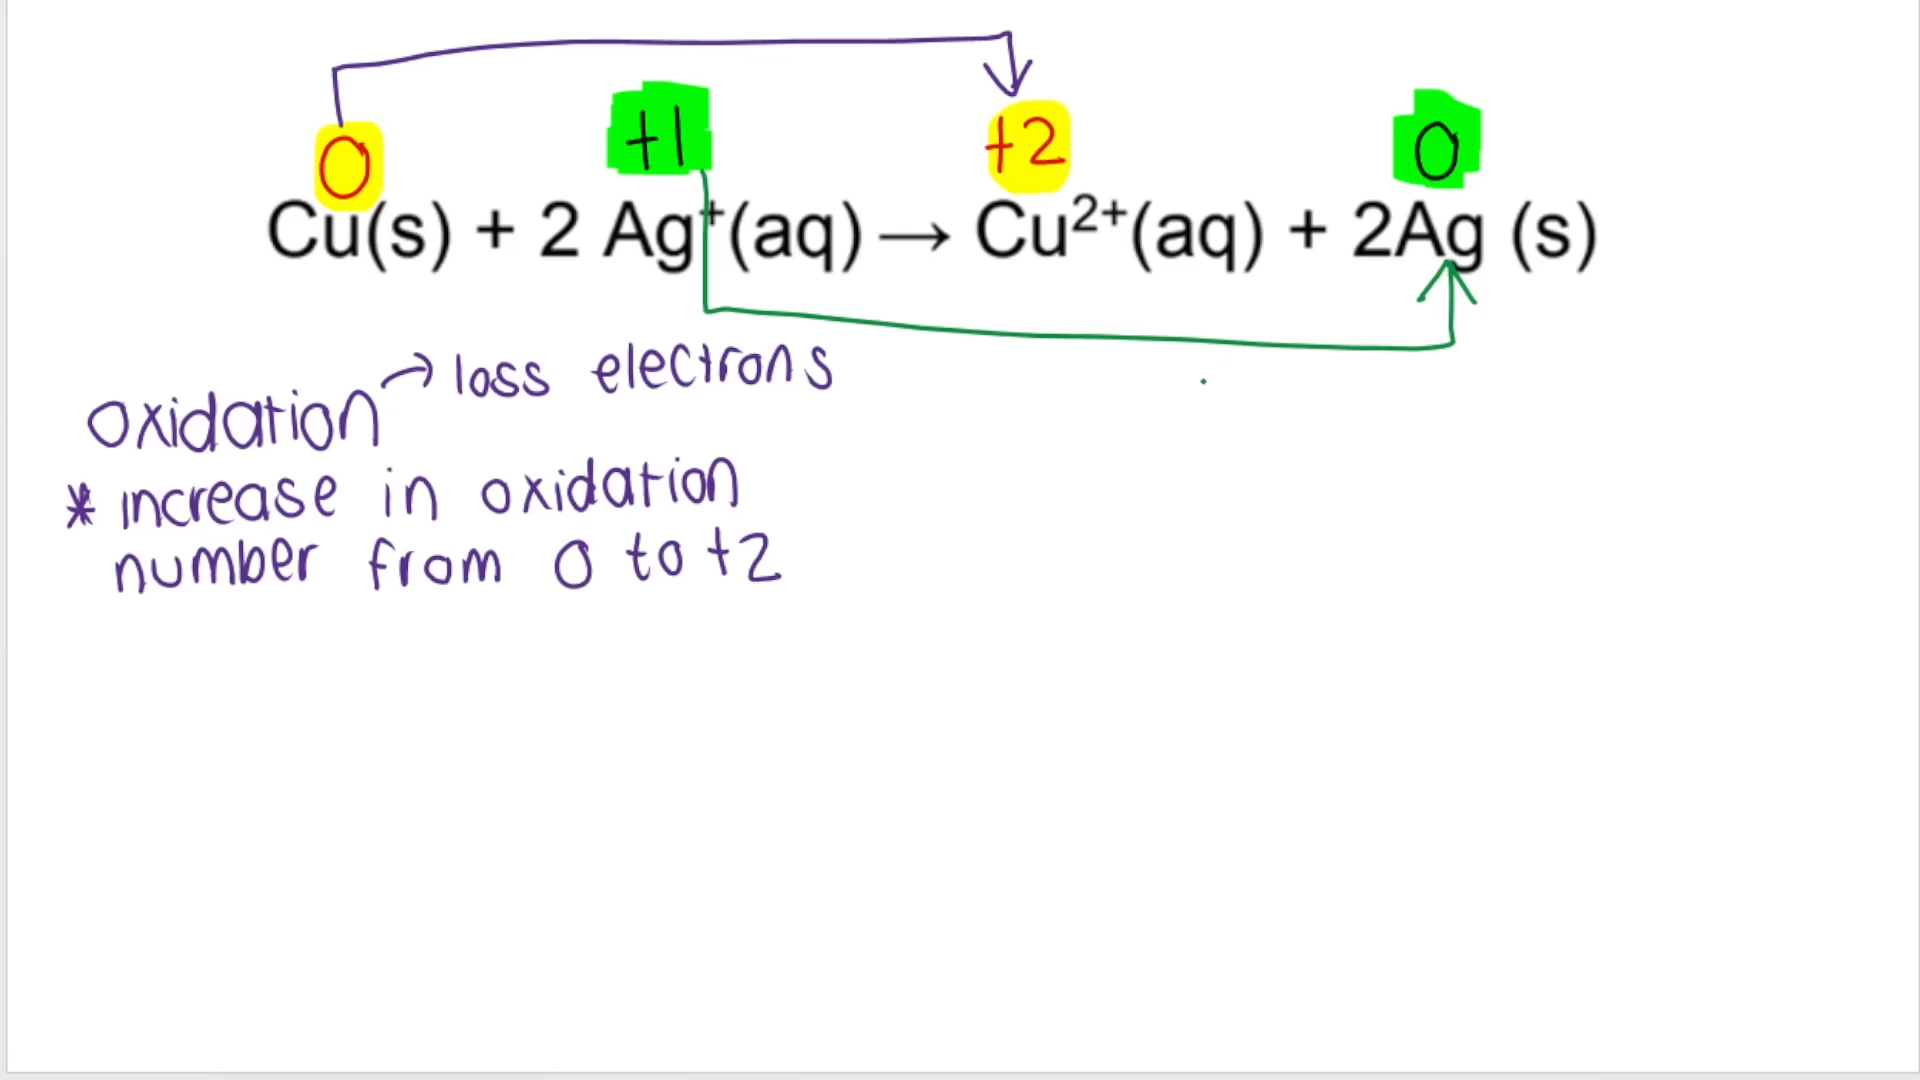 0 +1 +2 0
Cu(s) + 2 Ag⁺(aq) → Cu²⁺(aq) + 2Ag (s)
oxidation → loss electrons
* increase in oxidation
number from 0 to +2